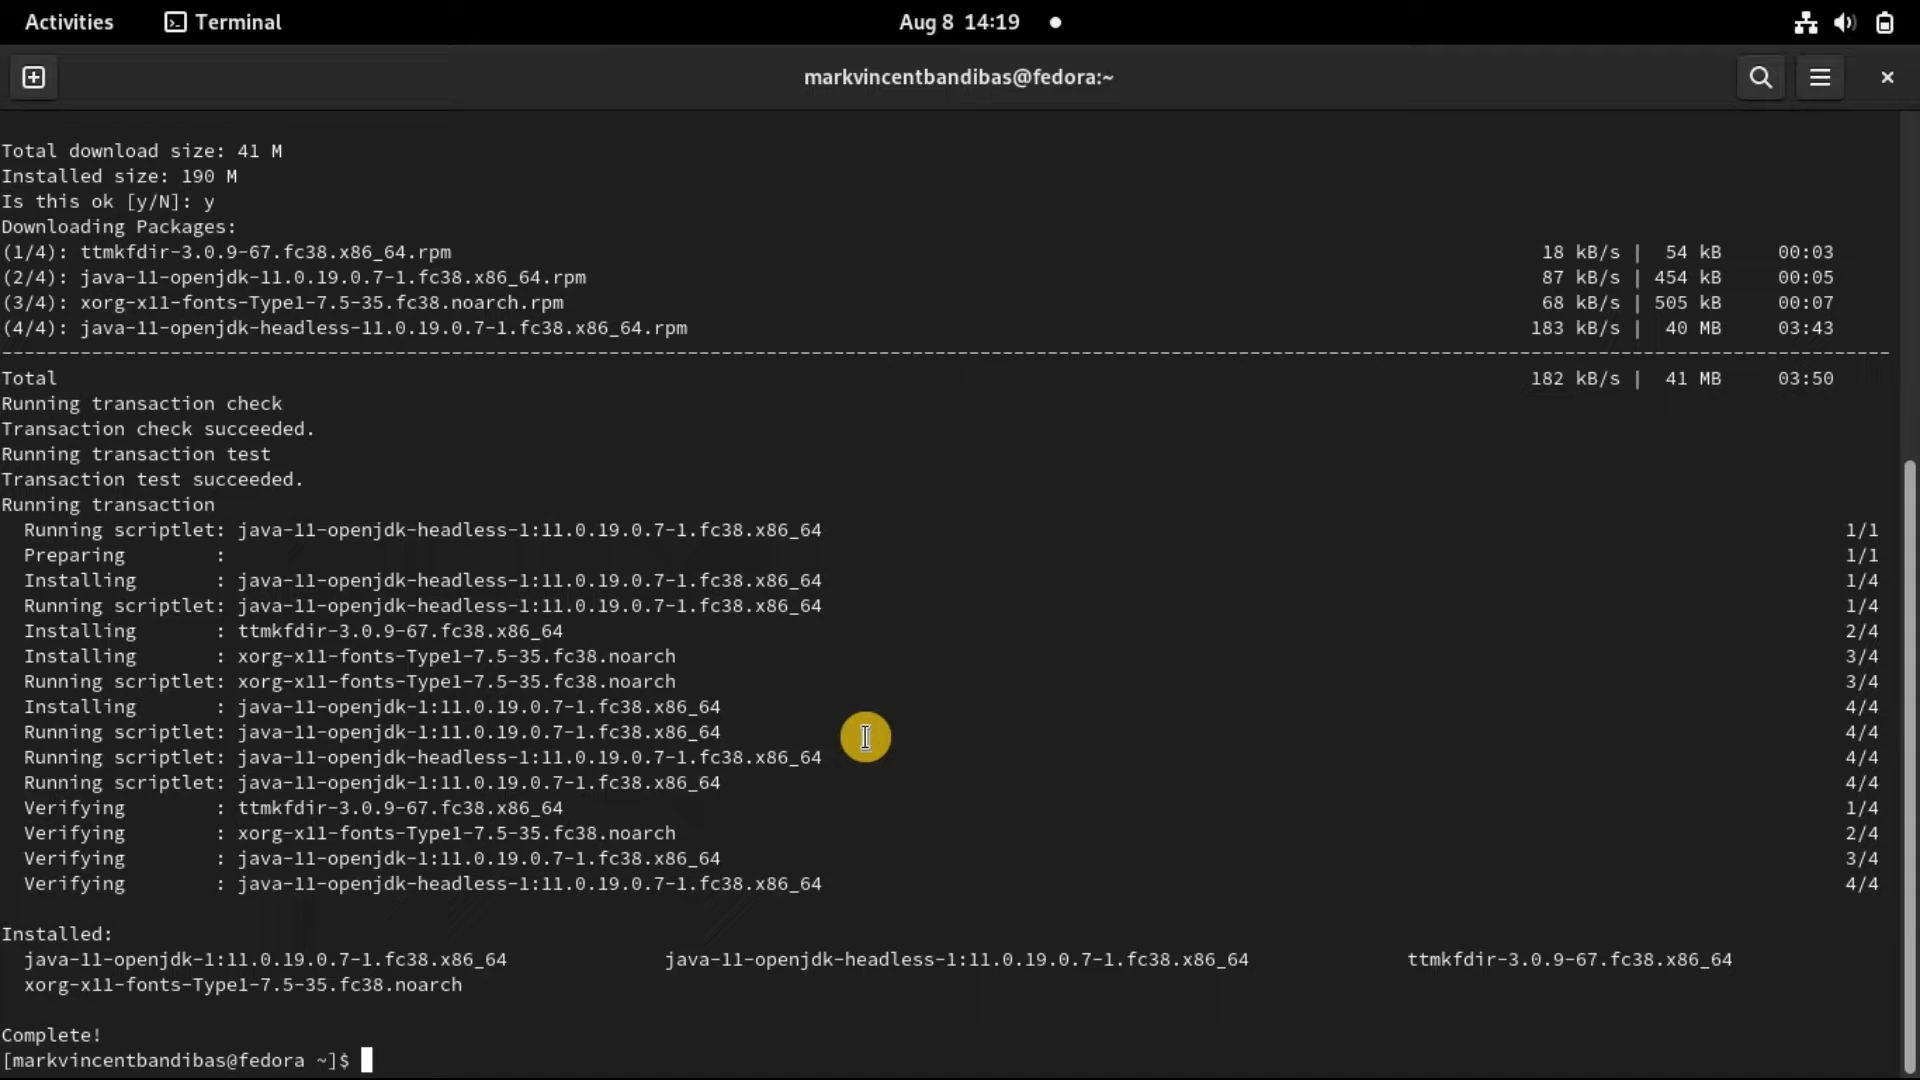 Activities Terminal Aug 8 14:19
markvincentbandibas@fedora:~
Total download size: 41 M
Installed size: 190 M
Is this ok [y/N]: y
Downloading Packages:
(1/4): ttmkfdir-3.0.9-67.fc38.x86_64.rpm 18 kB/s | 54 kB 00:03
(2/4): java-11-openjdk-11.0.19.0.7-1.fc38.x86_64.rpm 87 kB/s | 454 kB 00:05
(3/4): xorg-x11-fonts-Type1-7.5-35.fc38.noarch.rpm 68 kB/s | 505 kB 00:07
(4/4): java-11-openjdk-headless-11.0.19.0.7-1.fc38.x86_64.rpm 183 kB/s | 40 MB 03:43
--------------------------------------------------------------------------------
Total 182 kB/s | 41 MB 03:50
Running transaction check
Transaction check succeeded.
Running transaction test
Transaction test succeeded.
Running transaction
Running scriptlet: java-11-openjdk-headless-1:11.0.19.0.7-1.fc38.x86_64 1/1
Preparing : 1/1
Installing : java-11-openjdk-headless-1:11.0.19.0.7-1.fc38.x86_64 1/4
Running scriptlet: java-11-openjdk-headless-1:11.0.19.0.7-1.fc38.x86_64 1/4
Installing : ttmkfdir-3.0.9-67.fc38.x86_64 2/4
Installing : xorg-x11-fonts-Type1-7.5-35.fc38.noarch 3/4
Running scriptlet: xorg-x11-fonts-Type1-7.5-35.fc38.noarch 3/4
Installing : java-11-openjdk-1:11.0.19.0.7-1.fc38.x86_64 4/4
Running scriptlet: java-11-openjdk-1:11.0.19.0.7-1.fc38.x86_64 4/4
Running scriptlet: java-11-openjdk-headless-1:11.0.19.0.7-1.fc38.x86_64 4/4
Running scriptlet: java-11-openjdk-1:11.0.19.0.7-1.fc38.x86_64 4/4
Verifying : ttmkfdir-3.0.9-67.fc38.x86_64 1/4
Verifying : xorg-x11-fonts-Type1-7.5-35.fc38.noarch 2/4
Verifying : java-11-openjdk-1:11.0.19.0.7-1.fc38.x86_64 3/4
Verifying : java-11-openjdk-headless-1:11.0.19.0.7-1.fc38.x86_64 4/4
Installed:
java-11-openjdk-1:11.0.19.0.7-1.fc38.x86_64 java-11-openjdk-headless-1:11.0.19.0.7-1.fc38.x86_64 ttmkfdir-3.0.9-67.fc38.x86_64
xorg-x11-fonts-Type1-7.5-35.fc38.noarch
Complete!
[markvincentbandibas@fedora ~]$